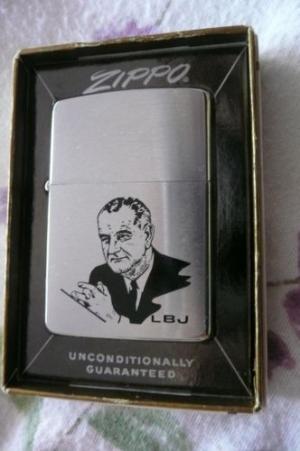 ZIPPO
LBJ
UNCONDITIONALLY
GUARANTEED